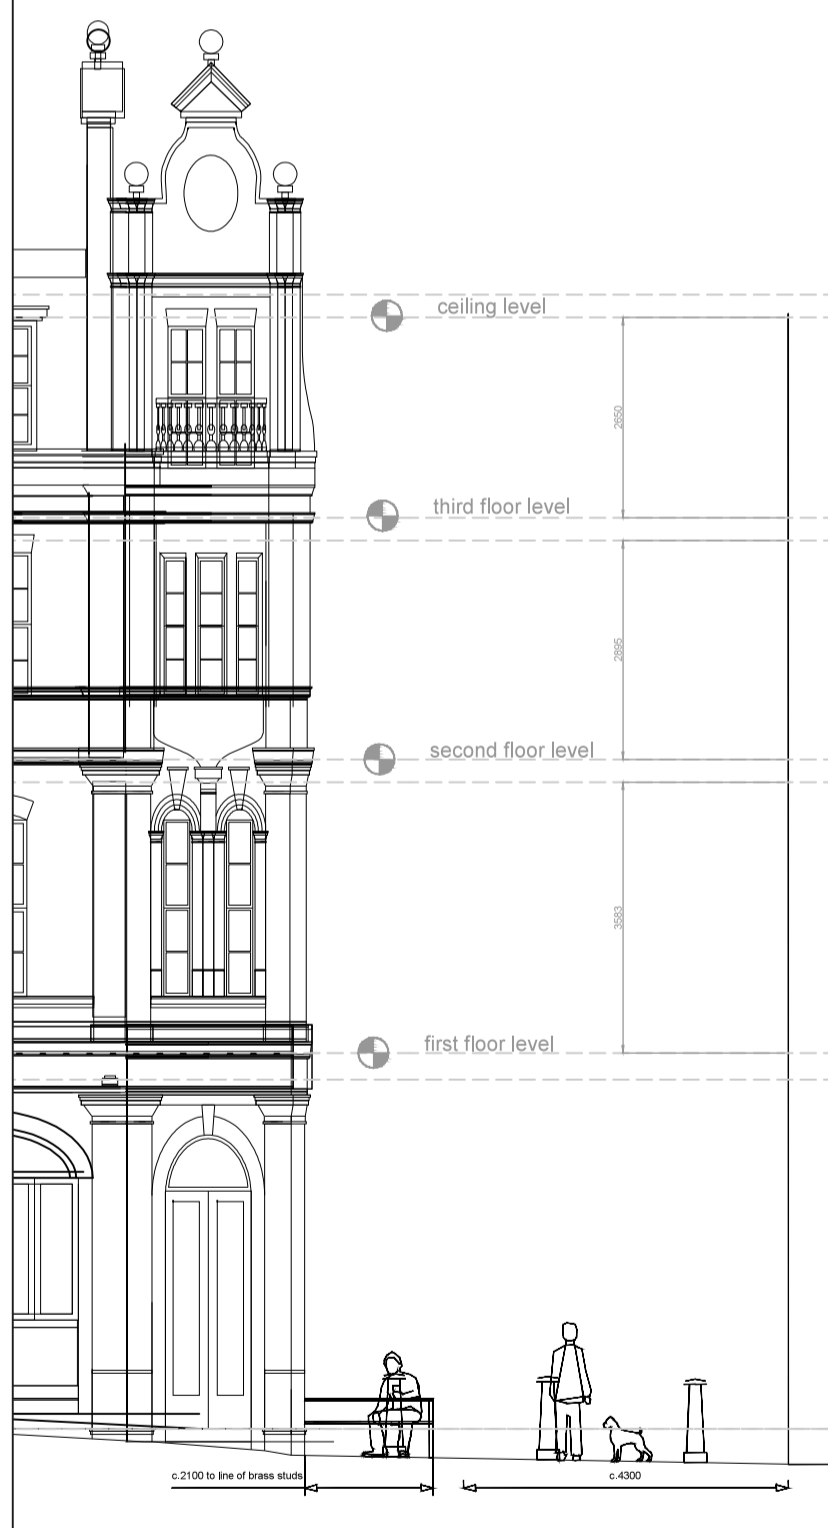 ceiling level
2650
third floor level
2895
second floor level
3583
first floor level
c.2100 to line of brass studs
c.4300